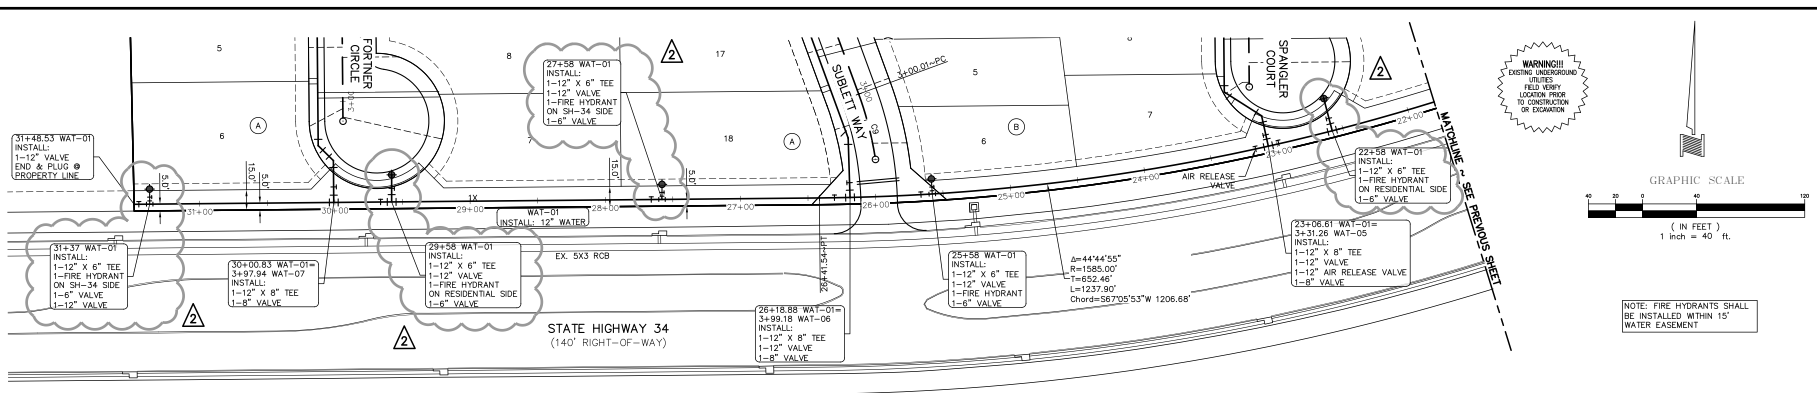 5
FORTNER
CIRCLE
3+00
6
A
31+48.53 WAT-01
INSTALL:
1-12" VALVE
END & PLUG @
PROPERTY LINE
5.0'
15.0'
5.0'
8
7
27+58 WAT-01
INSTALL:
1-12" X 6" TEE
1-12" VALVE
1-FIRE HYDRANT
ON SH-34 SIDE
1-6" VALVE
2
17
18
A
15.0'
5.0'
SUBLETT WAY
3+00
C9
3+00.01~PC
5
6
B
7
SPANGLER
COURT
2
22+00
MATCHLINE ~ SEE PREVIOUS SHEET
WARNING!!!
EXISTING UNDERGROUND
UTILITIES
FIELD VERIFY
LOCATION PRIOR
TO CONSTRUCTION
OR EXCAVATION
GRAPHIC SCALE
40 20 0 40 120
( IN FEET )
1 inch = 40 ft.
31+00
30+00
1X
29+00
WAT-01
INSTALL: 12" WATER
28+00
27+00
26+00
25+00
24+00
23+00
AIR RELEASE
VALVE
22+58 WAT-01
INSTALL:
1-12" X 6" TEE
1-FIRE HYDRANT
ON RESIDENTIAL SIDE
1-6" VALVE
31+37 WAT-01
INSTALL:
1-12" X 6" TEE
1-FIRE HYDRANT
ON SH-34 SIDE
1-6" VALVE
1-12" VALVE
2
30+00.83 WAT-01=
3+97.94 WAT-07
INSTALL:
1-12" X 8" TEE
1-8" VALVE
29+58 WAT-01
INSTALL:
1-12" X 6" TEE
1-12" VALVE
1-FIRE HYDRANT
ON RESIDENTIAL SIDE
1-6" VALVE
2
EX. 5X3 RCB
STATE HIGHWAY 34
(140' RIGHT-OF-WAY)
26+41.54~PT
26+18.88 WAT-01=
3+99.18 WAT-06
INSTALL:
1-12" X 8" TEE
1-12" VALVE
1-8" VALVE
25+58 WAT-01
INSTALL:
1-12" X 6" TEE
1-12" VALVE
1-FIRE HYDRANT
1-6" VALVE
Δ=44°44'55"
R=1585.00'
T=652.46'
L=1237.90'
Chord=S67°05'53"W 1206.68'
23+06.61 WAT-01=
3+31.26 WAT-05
INSTALL:
1-12" X 8" TEE
1-12" VALVE
1-12" AIR RELEASE VALVE
1-8" VALVE
NOTE: FIRE HYDRANTS SHALL
BE INSTALLED WITHIN 15'
WATER EASEMENT